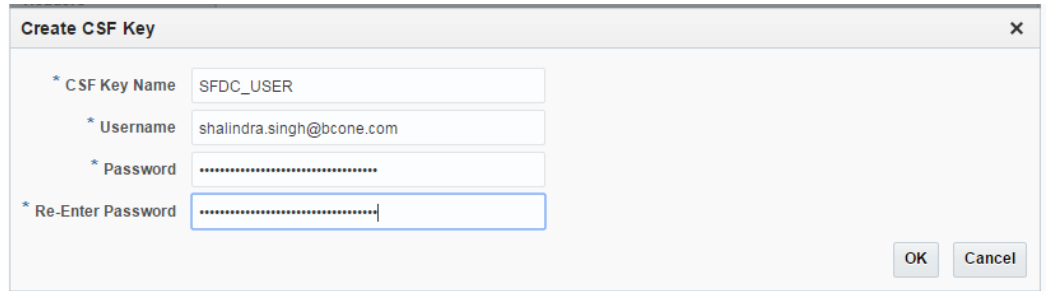 Create CSF Key ×
* CSF Key Name SFDC_USER
* Username shalindra.singh@bcone.com
* Password ••••••••••••••••••••••••••••••••••
* Re-Enter Password ••••••••••••••••••••••••••••••••••
OK Cancel